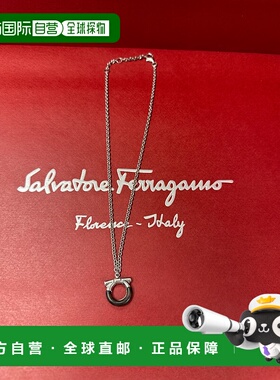 国际自营 全球探物
Salvatore Ferragamo
Florence - Italy
方自营·全球直邮·正品保障